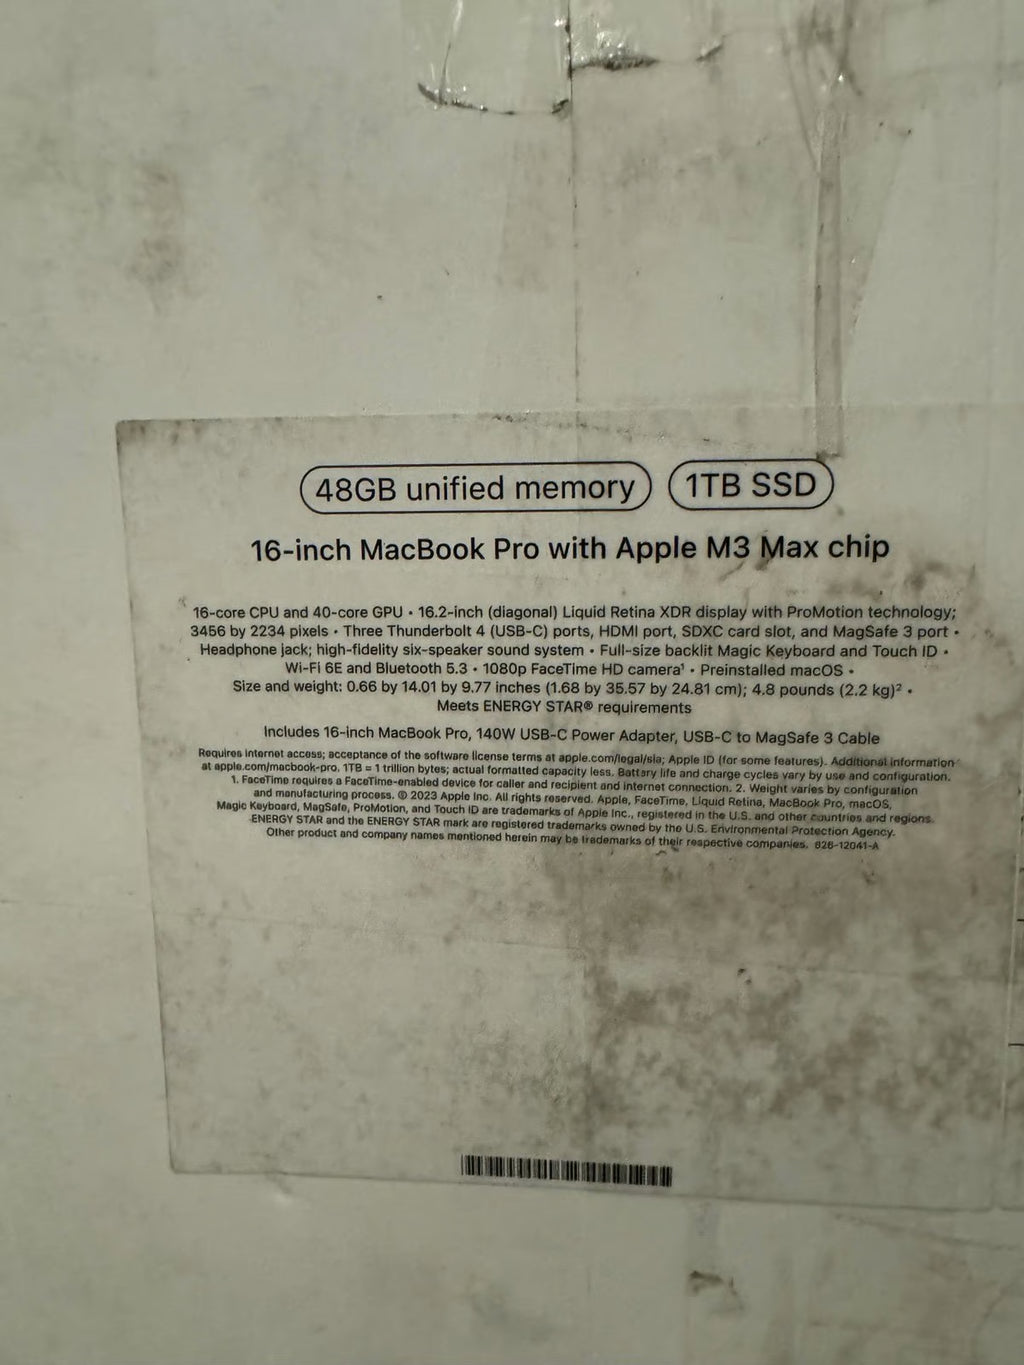 48GB unified memory 1TB SSD
16-inch MacBook Pro with Apple M3 Max chip
16-core CPU and 40-core GPU • 16.2-inch (diagonal) Liquid Retina XDR display with ProMotion technology;
3456 by 2234 pixels • Three Thunderbolt 4 (USB-C) ports, HDMI port, SDXC card slot, and MagSafe 3 port •
Headphone jack; high-fidelity six-speaker sound system • Full-size backlit Magic Keyboard and Touch ID •
Wi-Fi 6E and Bluetooth 5.3 • 1080p FaceTime HD camera¹ • Preinstalled macOS •
Size and weight: 0.66 by 14.01 by 9.77 inches (1.68 by 35.57 by 24.81 cm); 4.8 pounds (2.2 kg)² •
Meets ENERGY STAR® requirements
Includes 16-inch MacBook Pro, 140W USB-C Power Adapter, USB-C to MagSafe 3 Cable
Requires internet access; acceptance of the software license terms at apple.com/legal/sla; Apple ID (for some features). Additional information
at apple.com/macbook-pro. 1TB = 1 trillion bytes; actual formatted capacity less. Battery life and charge cycles vary by use and configuration.
1. FaceTime requires a FaceTime-enabled device for caller and recipient and internet connection. 2. Weight varies by configuration
and manufacturing process. © 2023 Apple Inc. All rights reserved. Apple, FaceTime, Liquid Retina, MacBook Pro, macOS,
Magic Keyboard, MagSafe, ProMotion, and Touch ID are trademarks of Apple Inc., registered in the U.S. and other countries and regions.
ENERGY STAR and the ENERGY STAR mark are registered trademarks owned by the U.S. Environmental Protection Agency.
Other product and company names mentioned herein may be trademarks of their respective companies. 826-12041-A